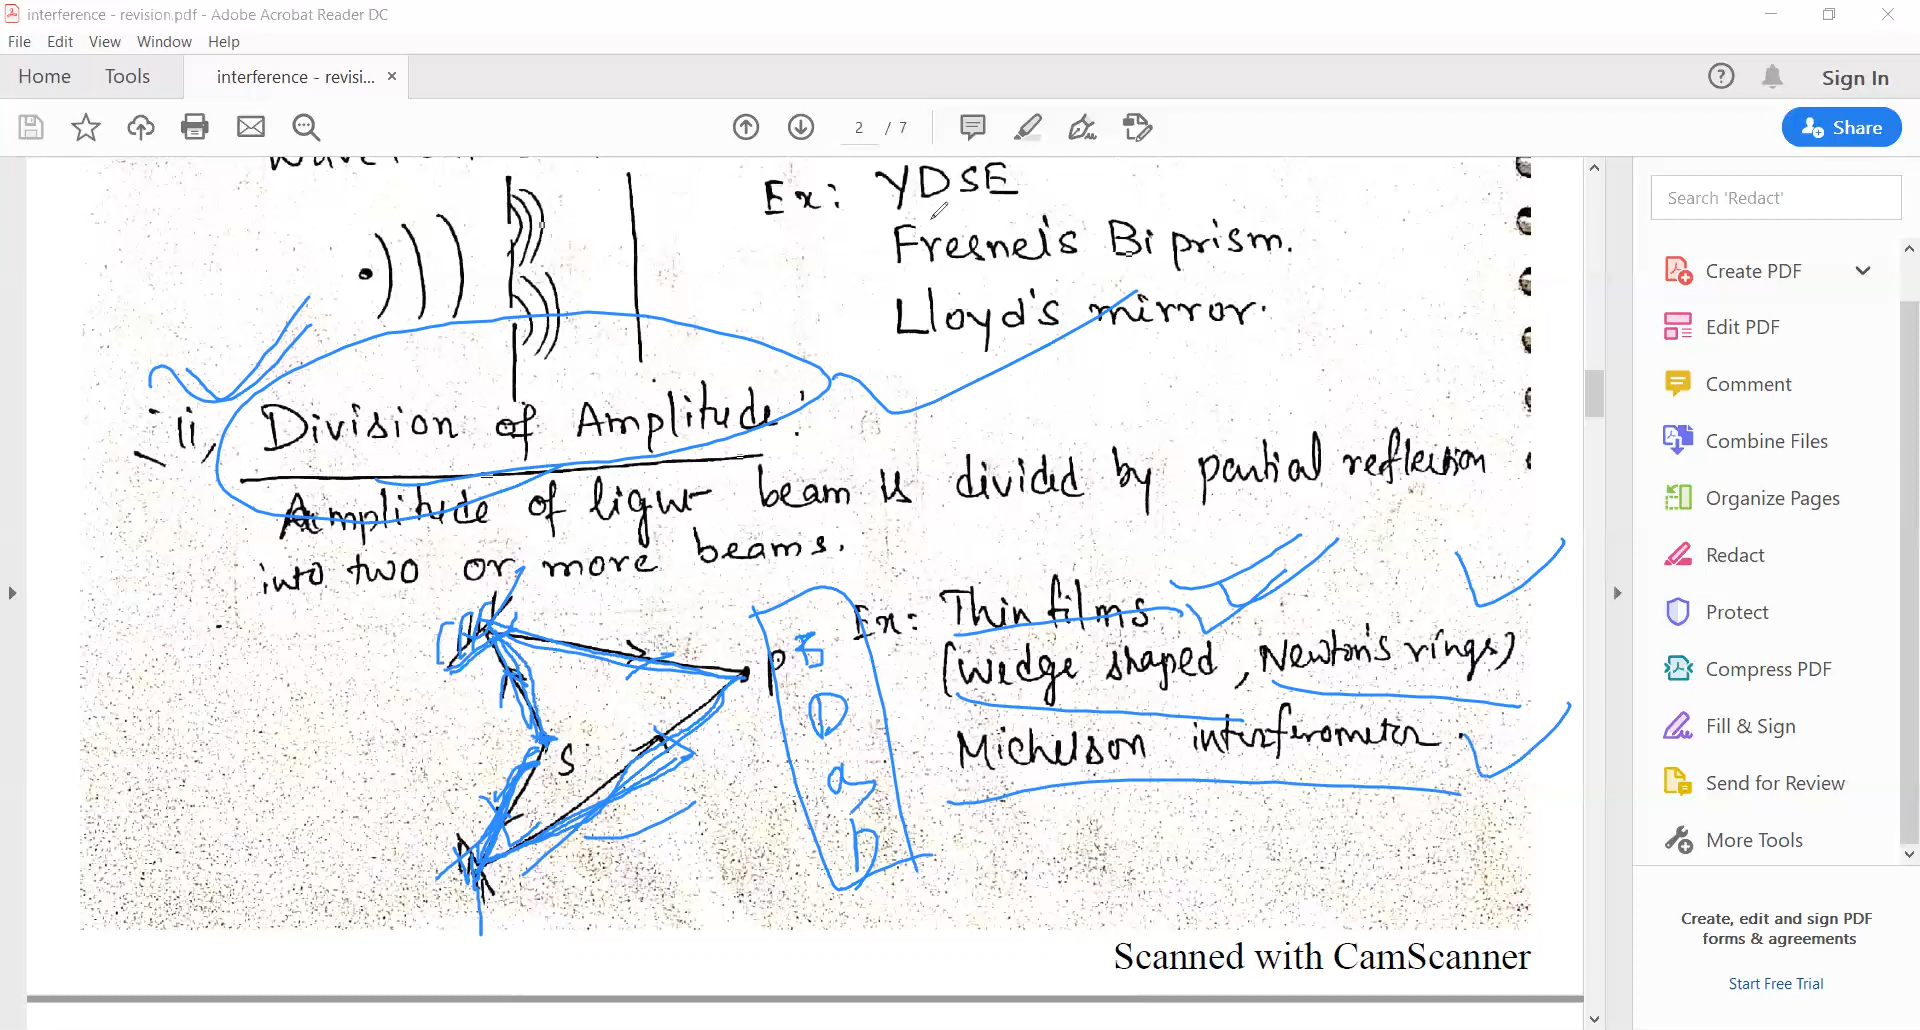 interference - revision.pdf - Adobe Acrobat Reader DC
File Edit View Window Help
Home Tools interference - revisi... ×
? Sign In
2 / 7
Share
Ex: YDSE
Fresnel's Bi prism.
Lloyd's mirror.
ii, Division of Amplitude:
Amplitude of light beam is divided by partial reflection
into two or more beams.
Ex: Thin films
(Wedge shaped, Newton's rings)
Michelson interferometer.
P
S
D
Scanned with CamScanner
Search 'Redact'
Create PDF
Edit PDF
Comment
Combine Files
Organize Pages
Redact
Protect
Compress PDF
Fill & Sign
Send for Review
More Tools
Create, edit and sign PDF
forms & agreements
Start Free Trial